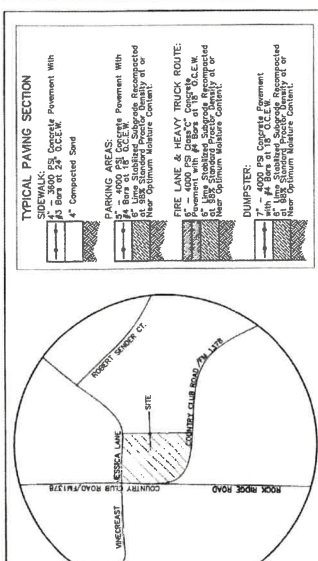 TYPICAL PAVING SECTION
SIDEWALK:
4" - 3600 PSI Concrete Pavement With
#3 Bars at 24" O.C.E.W.
4" Compacted Sand
PARKING AREAS:
5" - 4000 PSI Concrete Pavement With
#4 Bars at 18" O.C.E.W.
6" Lime Stabilized Subgrade Recompacted
at 98% Standard Proctor Density at or
Near Optimum Moisture Content.
FIRE LANE & HEAVY TRUCK ROUTE:
6" - 4000 PSI Class"C" Concrete
Pavement with #4 Bars at 18" O.C.E.W.
6" Lime Stabilized Subgrade Recompacted
at 98% Standard Proctor Density at or
Near Optimum Moisture Content.
DUMPSTER:
7" - 4000 PSI Concrete Pavement
with #4 Bars at 18" O.C.E.W.
6" Lime Stabilized Subgrade Recompacted
at 98% Standard Proctor Density at or
Near Optimum Moisture Content.
ROBERT SENDER CT.
JESSICA LANE
SITE
COUNTRY CLUB ROAD /FM 1378
COUNTRY CLUB ROAD/FM1378
VINECREAST
ROCK RIDGE ROAD